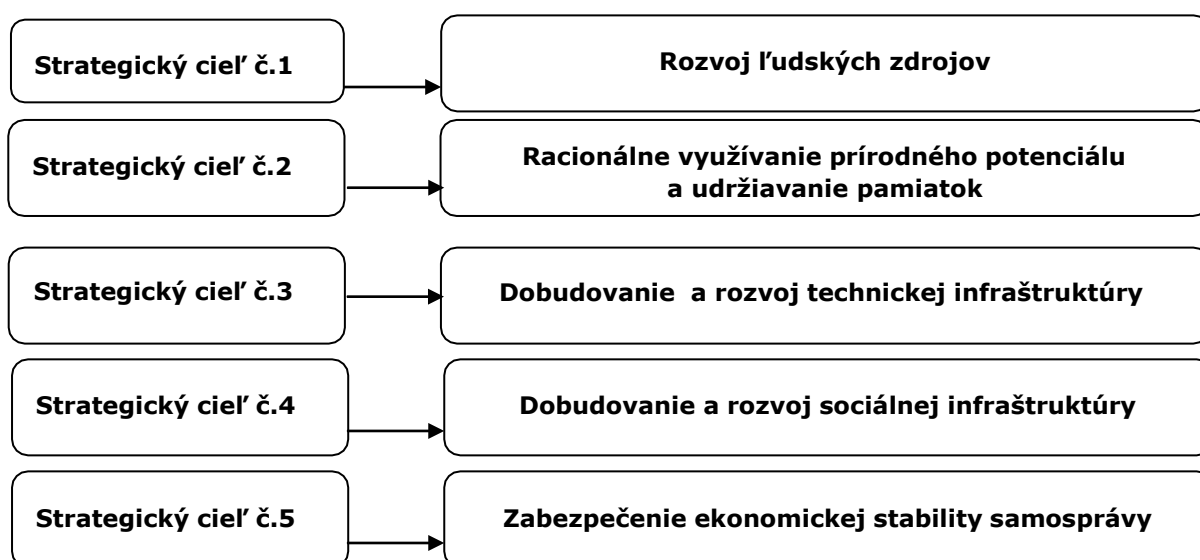 Strategický cieľ č.1
Rozvoj ľudských zdrojov
Strategický cieľ č.2
Racionálne využívanie prírodného potenciálu
a udržiavanie pamiatok
Strategický cieľ č.3
Dobudovanie  a rozvoj technickej infraštruktúry
Strategický cieľ č.4
Dobudovanie a rozvoj sociálnej infraštruktúry
Strategický cieľ č.5
Zabezpečenie ekonomickej stability samosprávy